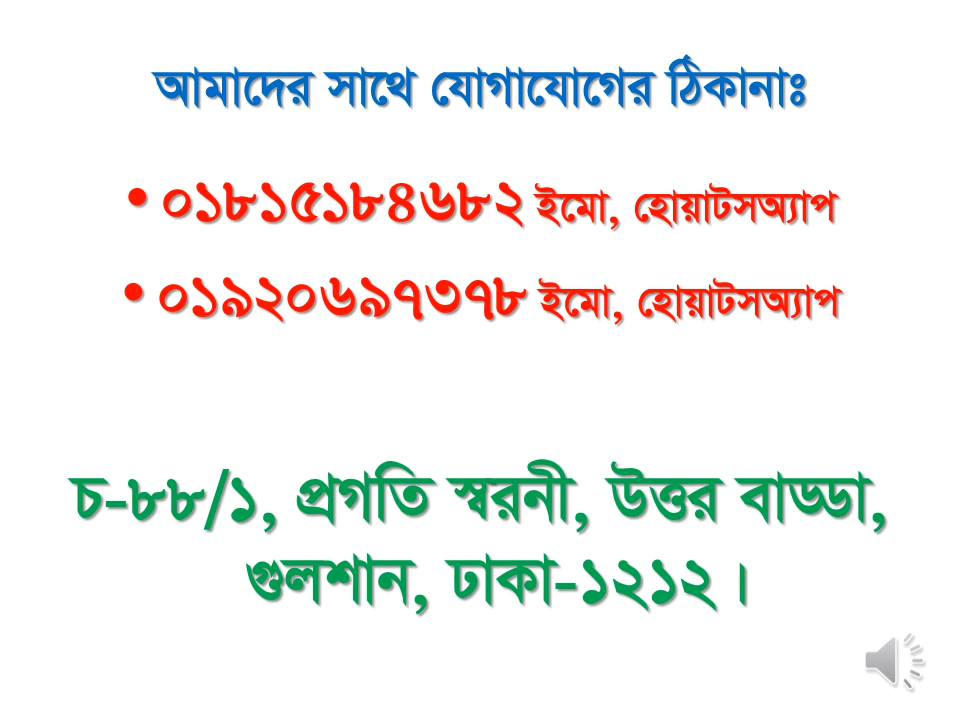 আমাদের সাথে যোগাযোগের ঠিকানাঃ
• ০১৮১৫১৮৪৬৮২ ইমো, হোয়াটসঅ্যাপ
• ০১৯২০৬৯৭৩৭৮ ইমো, হোয়াটসঅ্যাপ
চ-৮৮/১, প্রগতি স্বরনী, উত্তর বাড্ডা,
গুলশান, ঢাকা-১২১২।